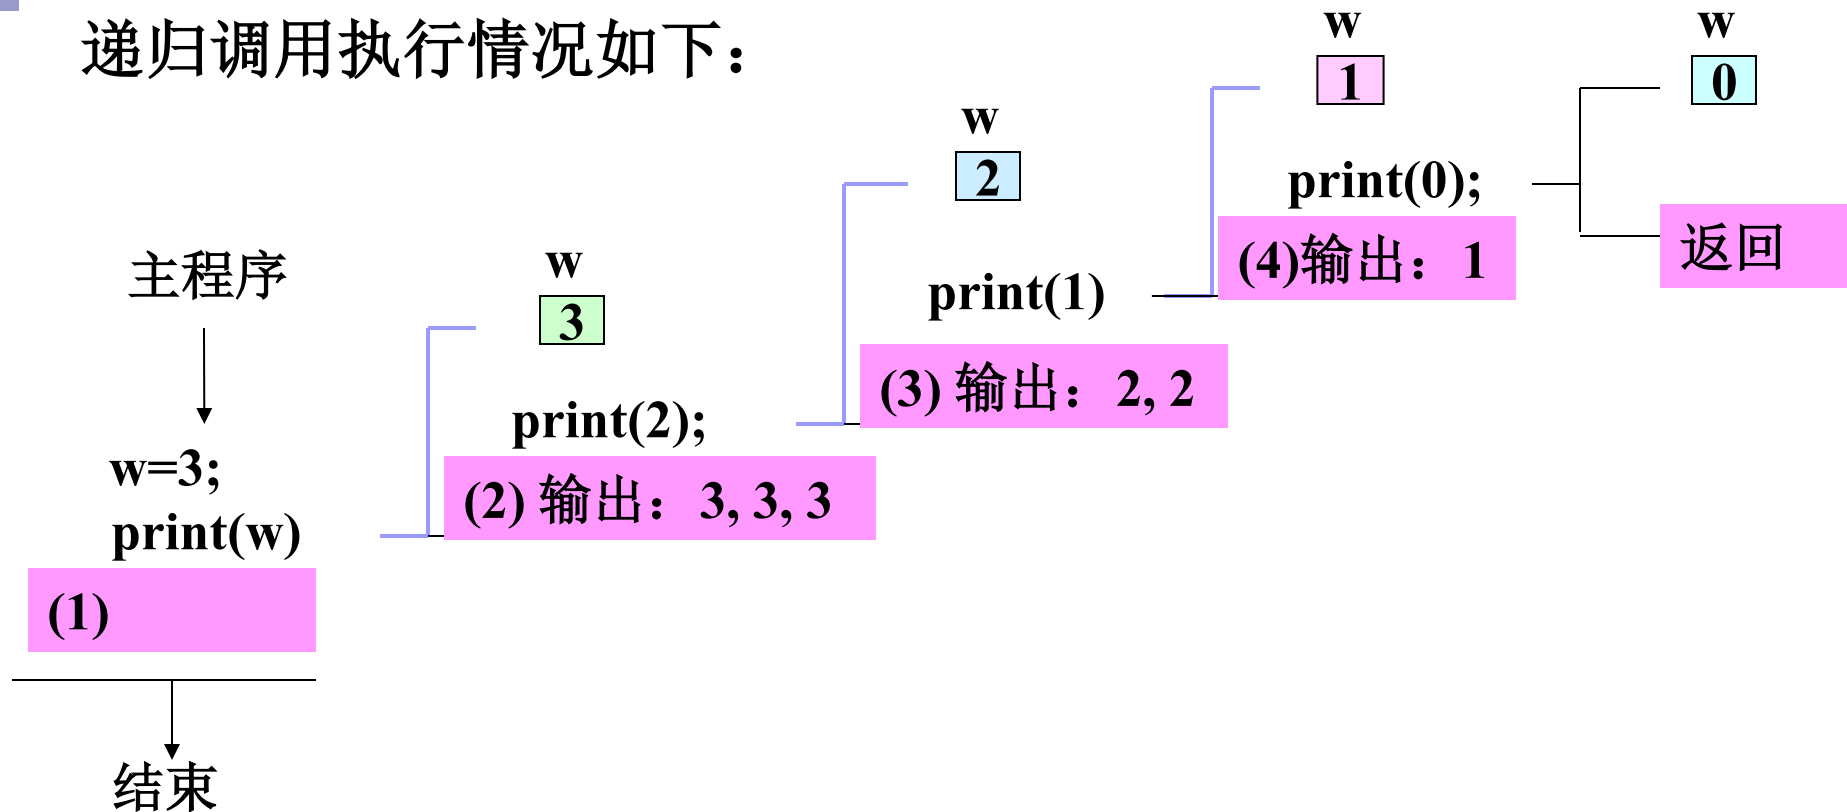 递归调用执行情况如下：
主程序
w=3;
print(w)
(1)
结束
w
3
print(2);
(2) 输出：3, 3, 3
w
2
print(1)
(3) 输出：2, 2
w
1
print(0);
(4)输出：1
w
0
返回